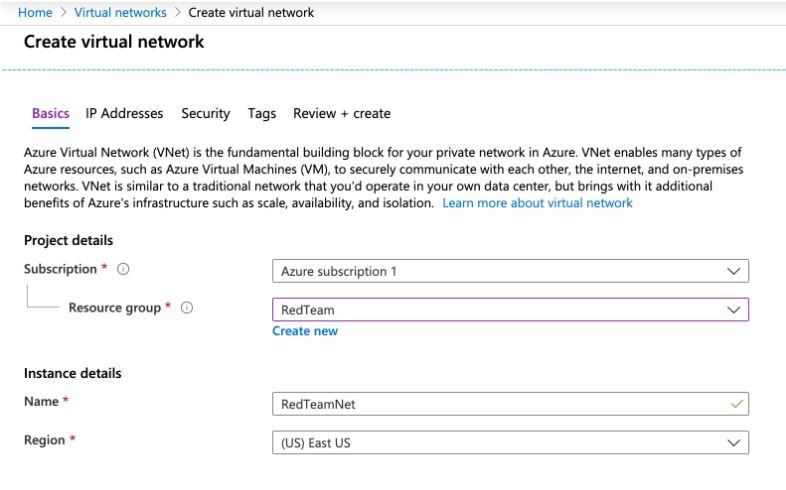 Home > Virtual networks > Create virtual network
Create virtual network
Basics IP Addresses Security Tags Review + create
Azure Virtual Network (VNet) is the fundamental building block for your private network in Azure. VNet enables many types of
Azure resources, such as Azure Virtual Machines (VM), to securely communicate with each other, the internet, and on-premises
networks. VNet is similar to a traditional network that you'd operate in your own data center, but brings with it additional
benefits of Azure's infrastructure such as scale, availability, and isolation. Learn more about virtual network
Project details
Subscription * Azure subscription 1
Resource group * RedTeam
Create new
Instance details
Name * RedTeamNet
Region * (US) East US